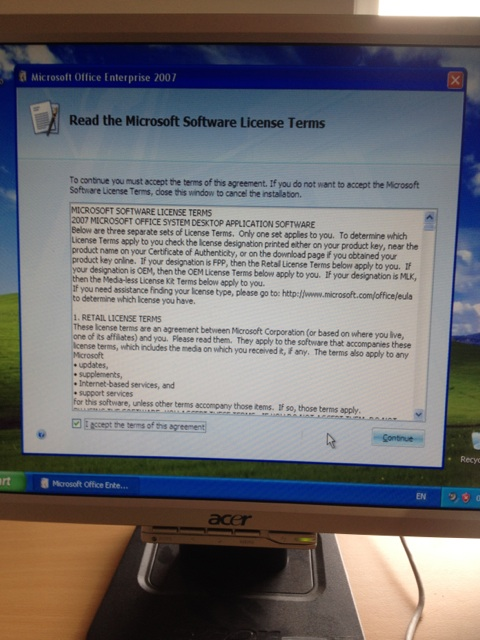 Microsoft Office Enterprise 2007
Read the Microsoft Software License Terms
To continue you must accept the terms of this agreement. If you do not want to accept the Microsoft
Software License Terms, close this window to cancel the installation.
MICROSOFT SOFTWARE LICENSE TERMS
2007 MICROSOFT OFFICE SYSTEM DESKTOP APPLICATION SOFTWARE
Below are three separate sets of License Terms. Only one set applies to you. To determine which
License Terms apply to you check the license designation printed either on your product key, near the
product name on your Certificate of Authenticity, or on the download page if you obtained your
product key online. If your designation is FPP, then the Retail License Terms below apply to you. If
your designation is OEM, then the OEM License Terms below apply to you. If your designation is MLK,
then the Media-less License Kit Terms below apply to you.
If you need assistance finding your license type, please go to: http://www.microsoft.com/office/eula
to determine which license you have.
1. RETAIL LICENSE TERMS
These license terms are an agreement between Microsoft Corporation (or based on where you live,
one of its affiliates) and you. Please read them. They apply to the software that accompanies these
license terms, which includes the media on which you received it, if any. The terms also apply to any
Microsoft
• updates,
• supplements,
• Internet-based services, and
• support services
for this software, unless other terms accompany those items. If so, those terms apply.
I accept the terms of this agreement
Continue
Recyc
art
Microsoft Office Ente...
EN
acer